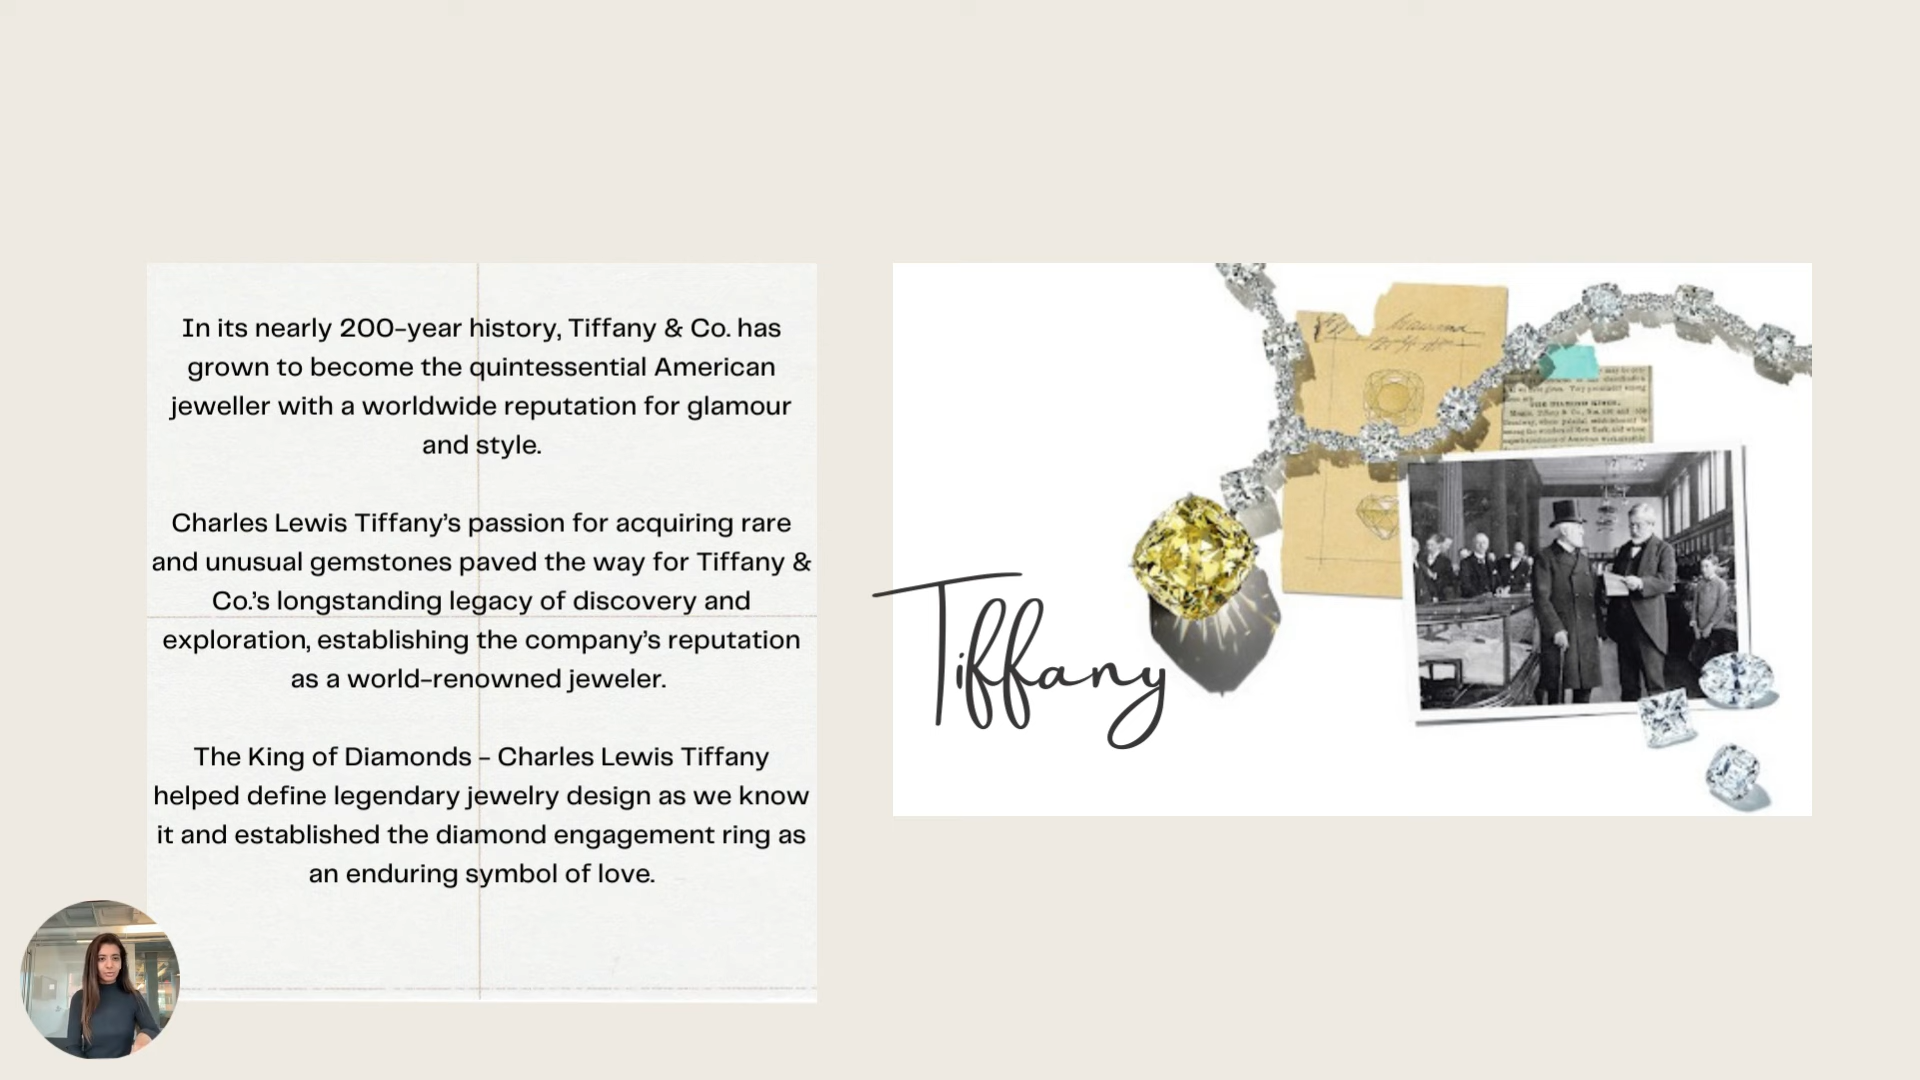 In its nearly 200-year history, Tiffany & Co. has
grown to become the quintessential American
jeweller with a worldwide reputation for glamour
and style.
Charles Lewis Tiffany's passion for acquiring rare
and unusual gemstones paved the way for Tiffany &
Co.'s longstanding legacy of discovery and
exploration, establishing the company's reputation
as a world-renowned jeweler.
The King of Diamonds - Charles Lewis Tiffany
helped define legendary jewelry design as we know
it and established the diamond engagement ring as
an enduring symbol of love.
Tiffany